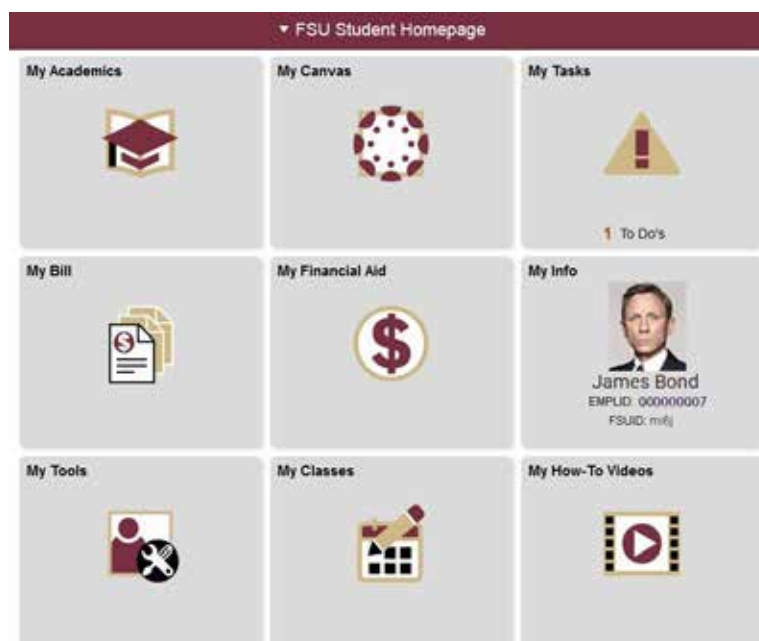 FSU Student Homepage
My Academics
My Canvas
My Tasks
1 To Do's
My Bill
My Financial Aid
My Info
James Bond
EMPLID: 000000007
FSUID: mi6j
My Tools
My Classes
My How-To Videos